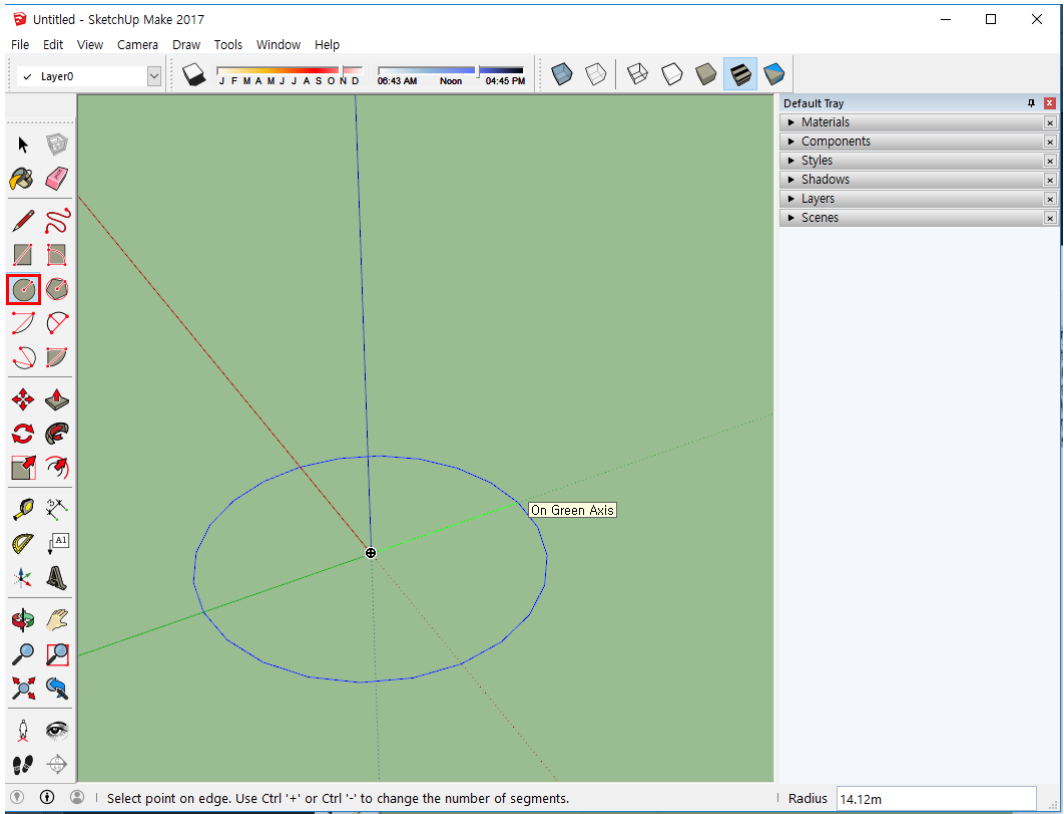 Untitled - SketchUp Make 2017
File Edit View Camera Draw Tools Window Help
Layer0
J F M A M J J A S O N D
06:43 AM Noon 04:45 PM
Default Tray
Materials
Components
Styles
Shadows
Layers
Scenes
A1
On Green Axis
Select point on edge. Use Ctrl '+' or Ctrl '-' to change the number of segments.
Radius 14.12m